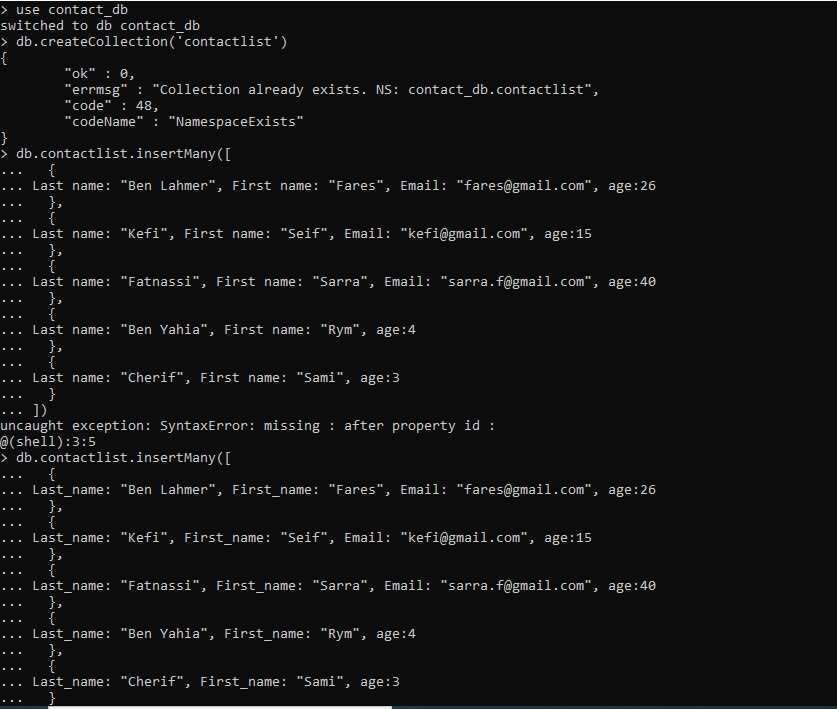 > use contact_db
switched to db contact_db
> db.createCollection('contactlist')
{
        "ok" : 0,
        "errmsg" : "Collection already exists. NS: contact_db.contactlist",
        "code" : 48,
        "codeName" : "NamespaceExists"
}
> db.contactlist.insertMany([
...   {
... Last name: "Ben Lahmer", First name: "Fares", Email: "fares@gmail.com", age:26
...   },
...   {
... Last name: "Kefi", First name: "Seif", Email: "kefi@gmail.com", age:15
...   },
...   {
... Last name: "Fatnassi", First name: "Sarra", Email: "sarra.f@gmail.com", age:40
...   },
...   {
... Last name: "Ben Yahia", First name: "Rym", age:4
...   },
...   {
... Last name: "Cherif", First name: "Sami", age:3
...   }
... ])
uncaught exception: SyntaxError: missing : after property id :
@(shell):3:5
> db.contactlist.insertMany([
...   {
... Last_name: "Ben Lahmer", First_name: "Fares", Email: "fares@gmail.com", age:26
...   },
...   {
... Last_name: "Kefi", First_name: "Seif", Email: "kefi@gmail.com", age:15
...   },
...   {
... Last_name: "Fatnassi", First_name: "Sarra", Email: "sarra.f@gmail.com", age:40
...   },
...   {
... Last_name: "Ben Yahia", First_name: "Rym", age:4
...   },
...   {
... Last_name: "Cherif", First_name: "Sami", age:3
...   }